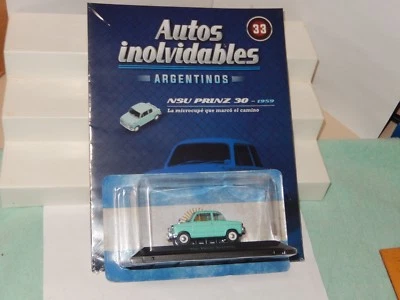 Autos
33
inolvidables
ARGENTINOS
NSU PRINZ 30 - 1959
La microcupé que marcó el camino